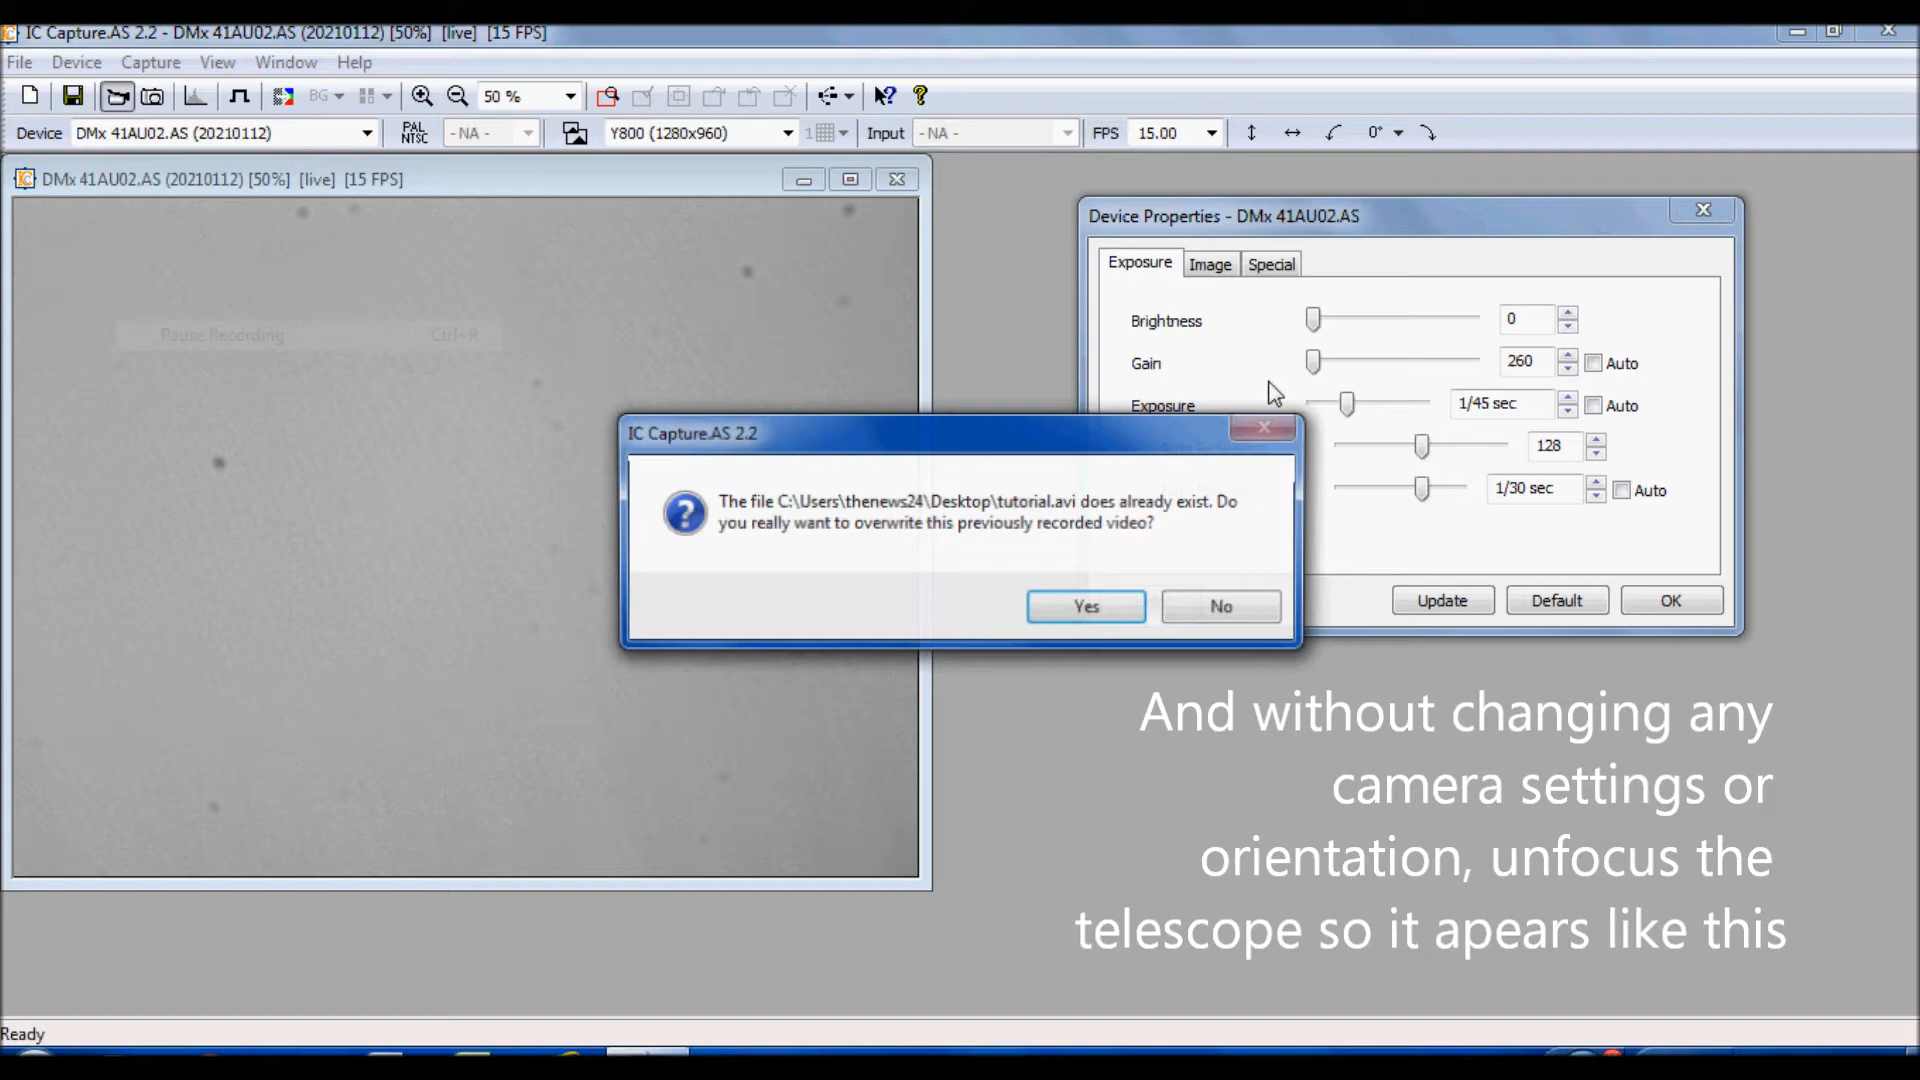 IC Capture.AS 2.2 - DMx 41AU02.AS (20210112) [50%] [live] [15 FPS]
File Device Capture View Window Help
BG 50 %
Device DMx 41AU02.AS (20210112) PAL NTSC - NA - Y800 (1280x960) 1 Input - NA - FPS 15.00 0°
DMx 41AU02.AS (20210112) [50%] [live] [15 FPS]
Pause Recording Ctrl+R
Device Properties - DMx 41AU02.AS
Exposure Image Special
Brightness 0
Gain 260 Auto
Exposure 1/45 sec Auto
128
1/30 sec Auto
Update Default OK
IC Capture.AS 2.2
The file C:\Users\thenews24\Desktop\tutorial.avi does already exist. Do
you really want to overwrite this previously recorded video?
Yes No
And without changing any
camera settings or
orientation, unfocus the
telescope so it apears like this
Ready